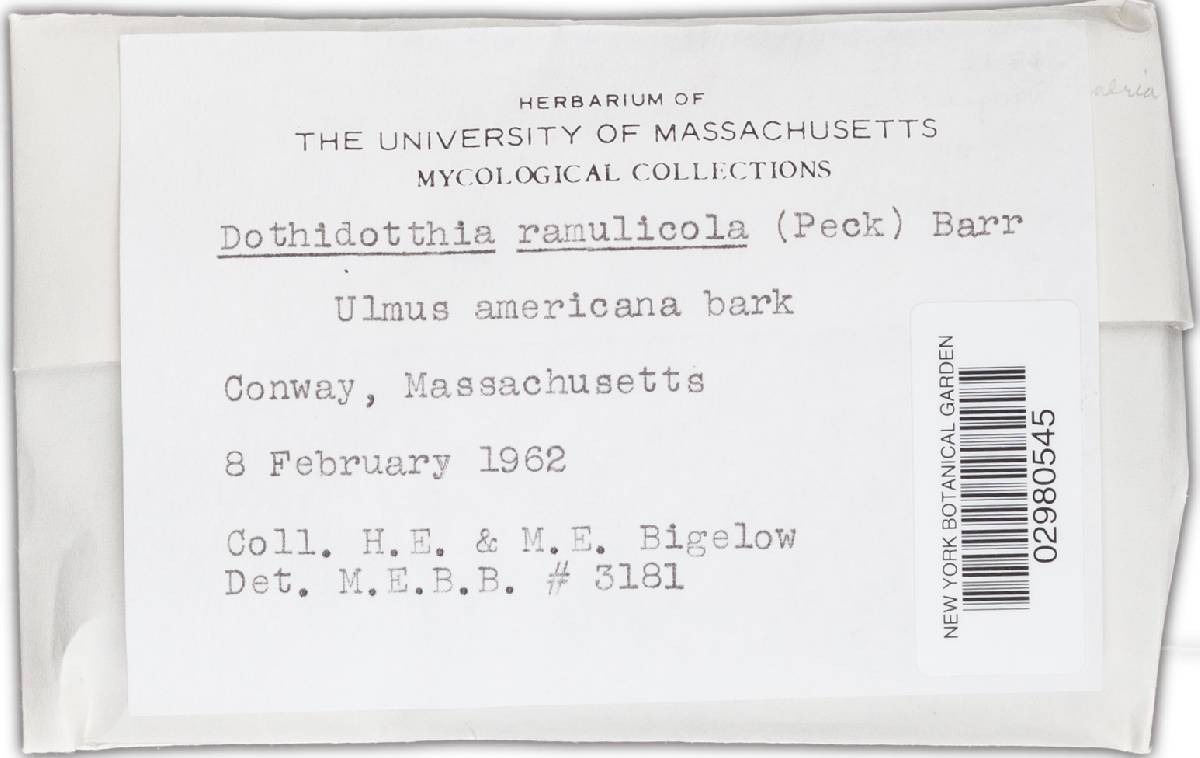 HERBARIUM OF
THE UNIVERSITY OF MASSACHUSETTS
MYCOLOGICAL COLLECTIONS
Dothidotthia ramulicola (Peck) Barr
Ulmus americana bark
Conway, Massachusetts
8 February 1962
Coll. H.E. & M.E. Bigelow
Det. M.E.B.B. # 3181
NEW YORK BOTANICAL GARDEN
02980545